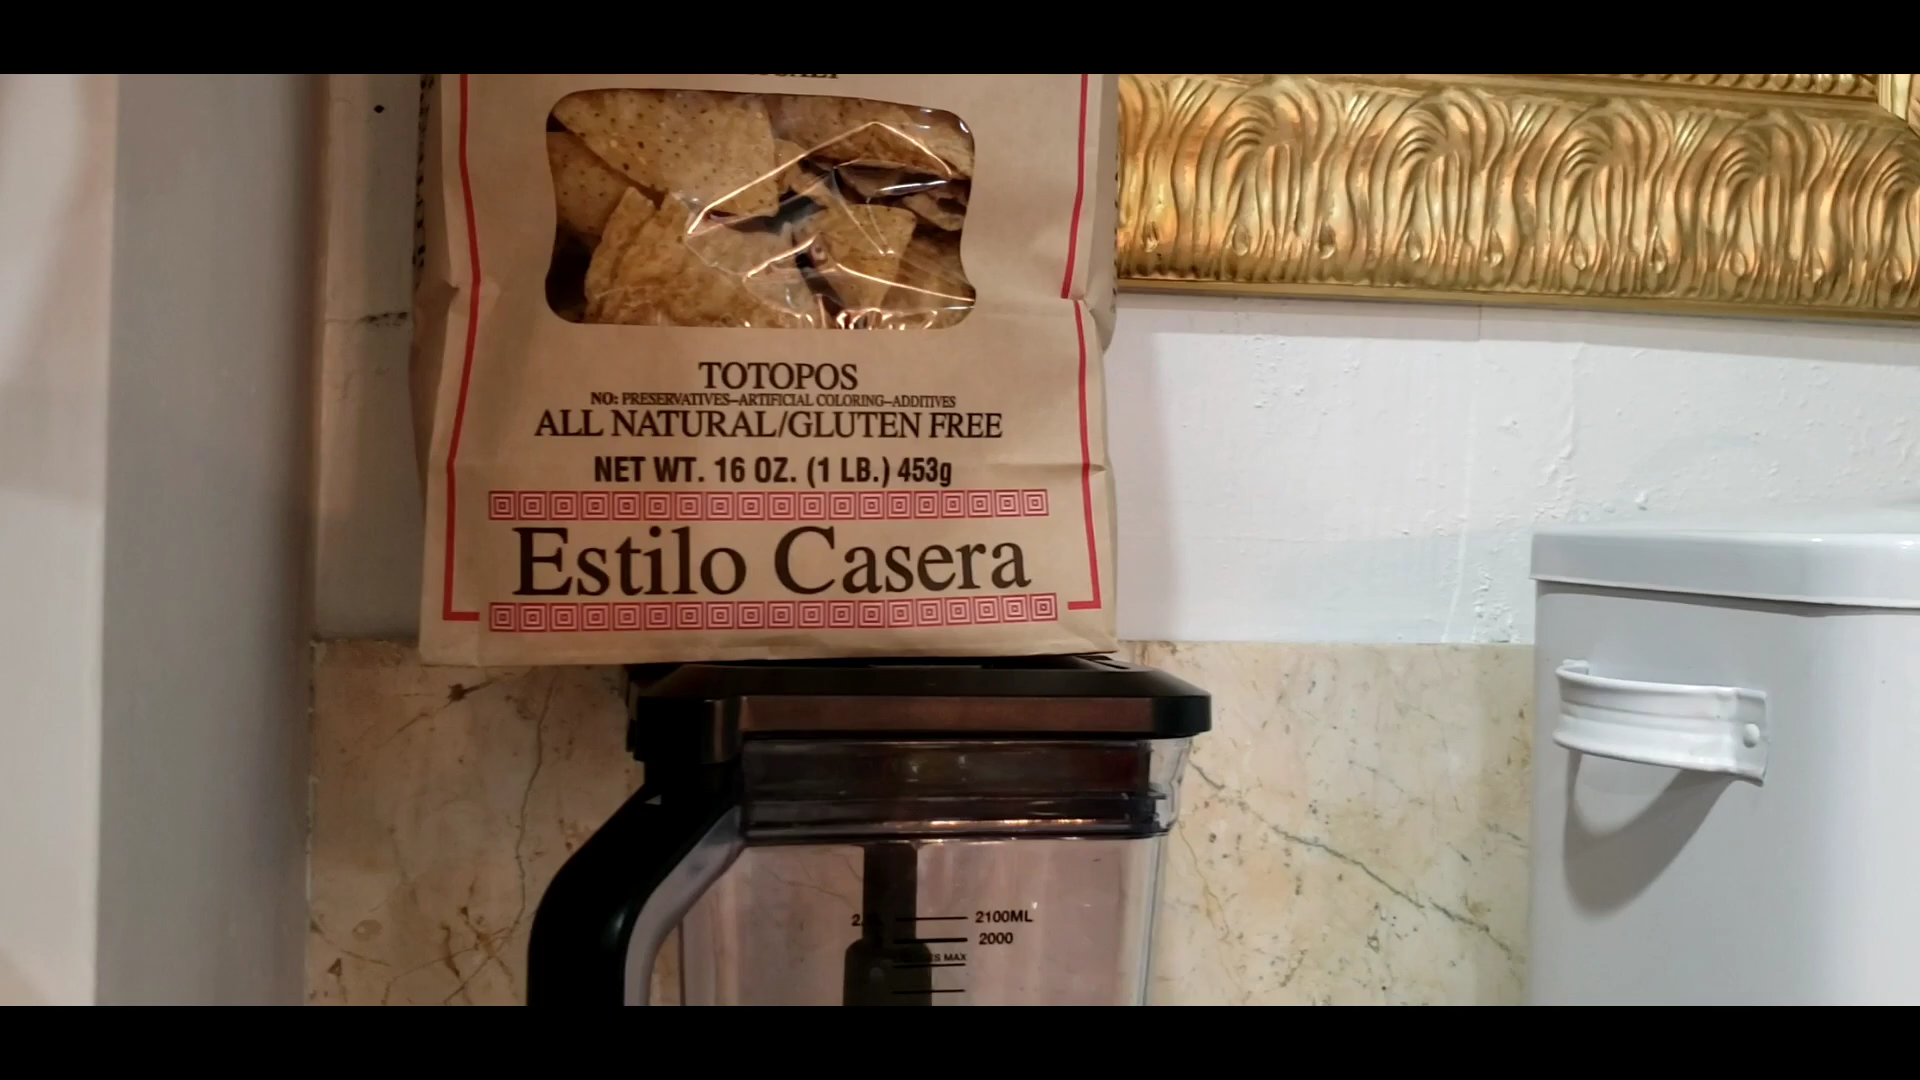 TOTOPOS
NO: PRESERVATIVES–ARTIFICIAL COLORING–ADDITIVES
ALL NATURAL/GLUTEN FREE
NET WT. 16 OZ. (1 LB.) 453g
Estilo Casera
2100ML
2000
MAX